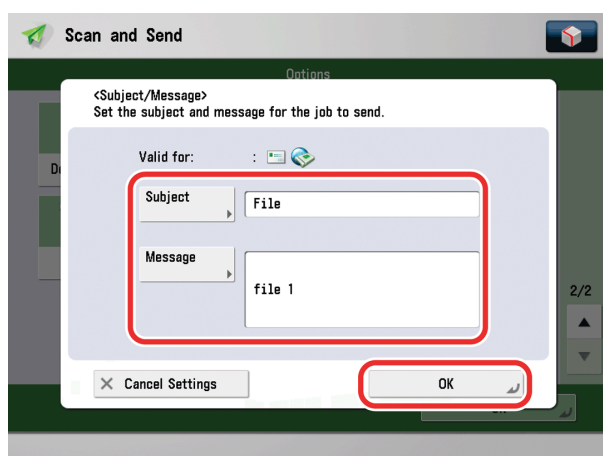 Scan and Send
Options
<Subject/Message>
Set the subject and message for the job to send.
Valid for: :
Subject
File
Message
file 1
2/2
Cancel Settings
OK